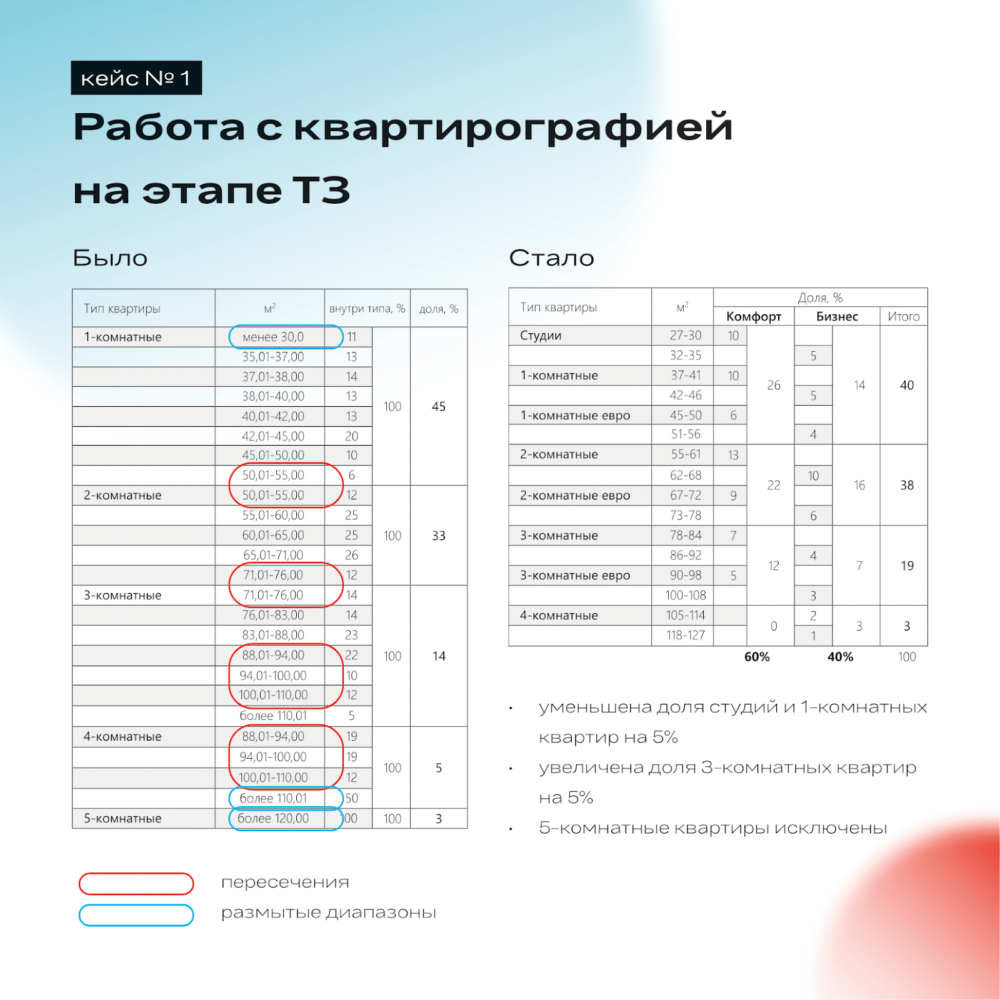 кейс № 1
Работа с квартирографией
на этапе ТЗ
Было
Тип квартиры м² внутри типа, % доля, %
1-комнатные менее 30,0 11
35,01-37,00 13
37,01-38,00 14
38,01-40,00 13
100 45
40,01-42,00 13
42,01-45,00 20
45,01-50,00 10
50,01-55,00 6
2-комнатные 50,01-55,00 12
55,01-60,00 25
60,01-65,00 25 100 33
65,01-71,00 26
71,01-76,00 12
3-комнатные 71,01-76,00 14
76,01-83,00 14
83,01-88,00 23
88,01-94,00 22 100 14
94,01-100,00 10
100,01-110,00 12
более 110,01 5
4-комнатные 88,01-94,00 19
94,01-100,00 19
100 5
100,01-110,00 12
более 110,01 50
5-комнатные более 120,00 100 100 3
пересечения
размытые диапазоны
Стало
Тип квартиры м² Доля, %
Комфорт Бизнес Итого
Студии 27-30 10
32-35 5
1-комнатные 37-41 10
26 14 40
42-46 5
1-комнатные евро 45-50 6
51-56 4
2-комнатные 55-61 13
62-68 10
22 16 38
2-комнатные евро 67-72 9
73-78 6
3-комнатные 78-84 7
86-92 4
12 7 19
3-комнатные евро 90-98 5
100-108 3
4-комнатные 105-114 2
0 3 3
118-127 1
60% 40% 100
• уменьшена доля студий и 1-комнатных
квартир на 5%
• увеличена доля 3-комнатных квартир
на 5%
• 5-комнатные квартиры исключены